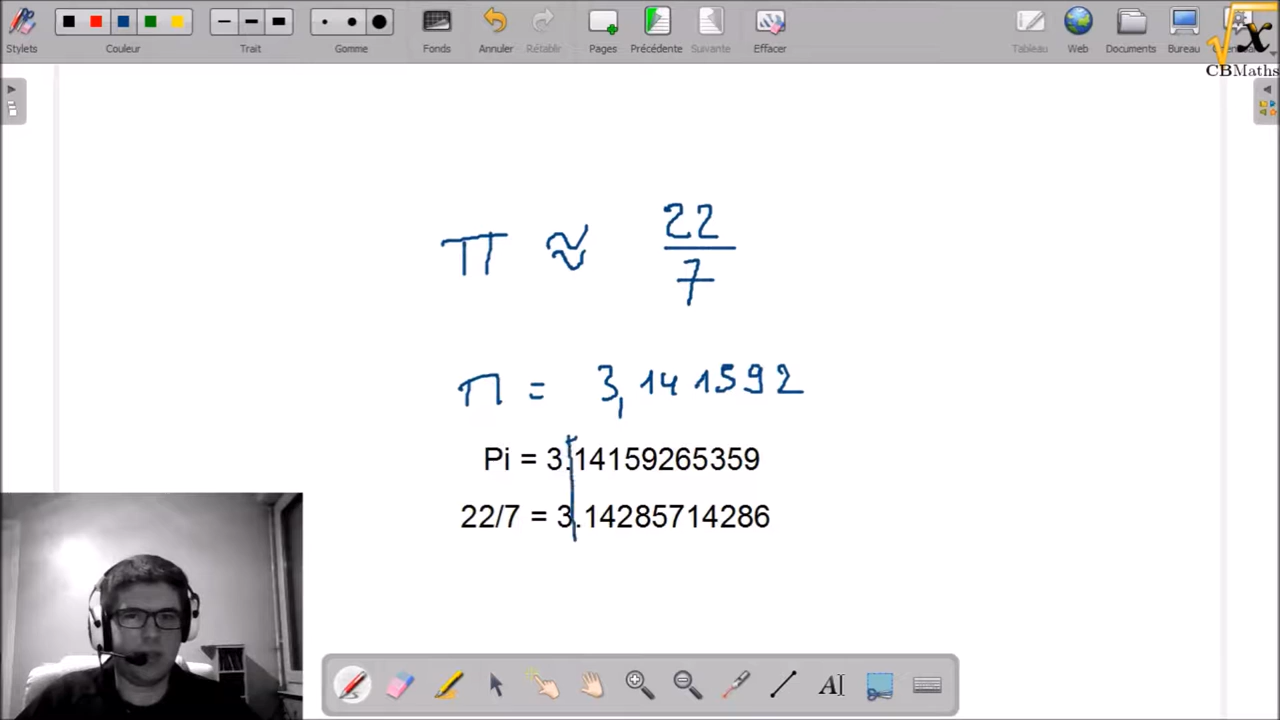 Stylets Couleur Trait Gomme Fonds Annuler Rétablir Pages Précédente Suivante Effacer Tableau Web Documents Bureau
CBMaths
π ≈ 22/7
π = 3,141592
Pi = 3.14159265359
22/7 = 3.14285714286
AI